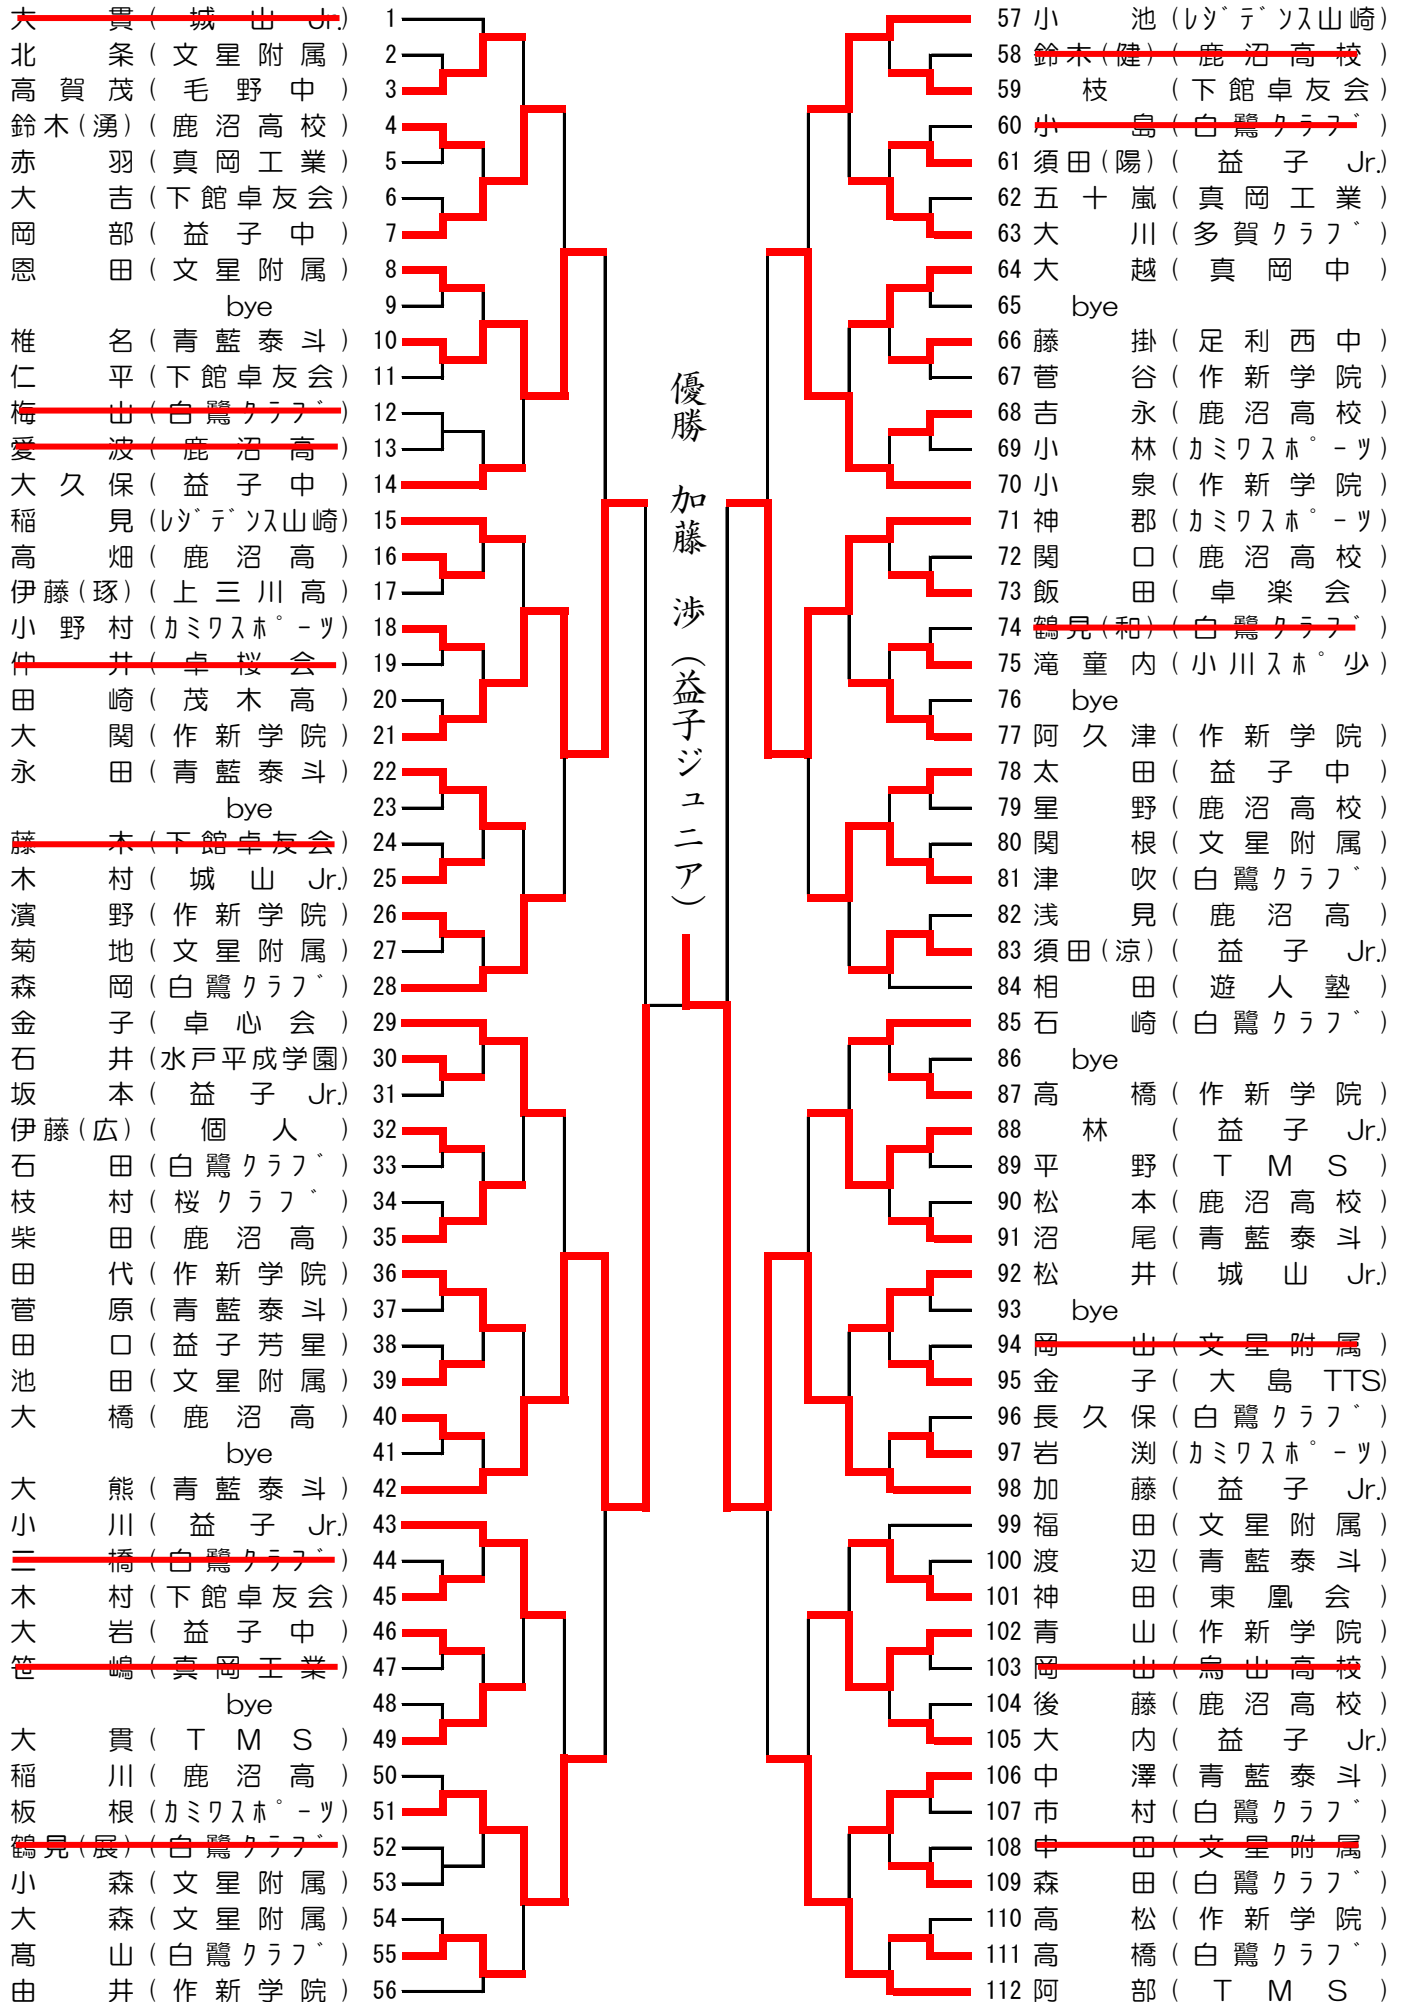 大貫(城山Jr.) 1
北条(文星附属) 2
高賀茂(毛野中) 3
鈴木(湧)(鹿沼高校) 4
赤羽(真岡工業) 5
大吉(下館卓友会) 6
岡部(益子中) 7
恩田(文星附属) 8
bye 9
椎名(青藍泰斗) 10
仁平(下館卓友会) 11
梅山(白鷺クラブ) 12
愛波(鹿沼高) 13
大久保(益子中) 14
稲見(レジデンス山崎) 15
高畑(鹿沼高) 16
伊藤(琢)(上三川高) 17
小野村(カミワスポーツ) 18
仲井(卓桜会) 19
田崎(茂木高) 20
大関(作新学院) 21
永田(青藍泰斗) 22
bye 23
藤木(下館卓友会) 24
木村(城山Jr.) 25
濱野(作新学院) 26
菊地(文星附属) 27
森岡(白鷺クラブ) 28
金子(卓心会) 29
石井(水戸平成学園) 30
坂本(益子Jr.) 31
伊藤(広)(個人) 32
石田(白鷺クラブ) 33
枝村(桜クラブ) 34
柴田(鹿沼高) 35
田代(作新学院) 36
菅原(青藍泰斗) 37
田口(益子芳星) 38
池田(文星附属) 39
大橋(鹿沼高) 40
bye 41
大熊(青藍泰斗) 42
小川(益子Jr.) 43
三橋(白鷺クラブ) 44
木村(下館卓友会) 45
大岩(益子中) 46
笹嶋(真岡工業) 47
bye 48
大貫(TMS) 49
稲川(鹿沼高) 50
板根(カミワスポーツ) 51
鶴見(展)(白鷺クラブ) 52
小森(文星附属) 53
大森(文星附属) 54
髙山(白鷺クラブ) 55
由井(作新学院) 56
優勝 加藤 渉 (益子ジュニア)
57 小池(レジデンス山崎)
58 鈴木(健)(鹿沼高校)
59 枝(下館卓友会)
60 小島(白鷺クラブ)
61 須田(陽)(益子Jr.)
62 五十嵐(真岡工業)
63 大川(多賀クラブ)
64 大越(真岡中)
65 bye
66 藤掛(足利西中)
67 菅谷(作新学院)
68 吉永(鹿沼高校)
69 小林(カミワスポーツ)
70 小泉(作新学院)
71 神郡(カミワスポーツ)
72 関口(鹿沼高校)
73 飯田(卓楽会)
74 鶴見(和)(白鷺クラブ)
75 滝童内(小川スポ少)
76 bye
77 阿久津(作新学院)
78 太田(益子中)
79 星野(鹿沼高校)
80 関根(文星附属)
81 津吹(白鷺クラブ)
82 浅見(鹿沼高)
83 須田(涼)(益子Jr.)
84 相田(遊人塾)
85 石崎(白鷺クラブ)
86 bye
87 高橋(作新学院)
88 林(益子Jr.)
89 平野(TMS)
90 松本(鹿沼高校)
91 沼尾(青藍泰斗)
92 松井(城山Jr.)
93 bye
94 岡山(文星附属)
95 金子(大島TTS)
96 長久保(白鷺クラブ)
97 岩渕(カミワスポーツ)
98 加藤(益子Jr.)
99 福田(文星附属)
100 渡辺(青藍泰斗)
101 神田(東凰会)
102 青山(作新学院)
103 岡山(烏山高校)
104 後藤(鹿沼高校)
105 大内(益子Jr.)
106 中澤(青藍泰斗)
107 市村(白鷺クラブ)
108 中田(文星附属)
109 森田(白鷺クラブ)
110 高松(作新学院)
111 高橋(白鷺クラブ)
112 阿部(TMS)